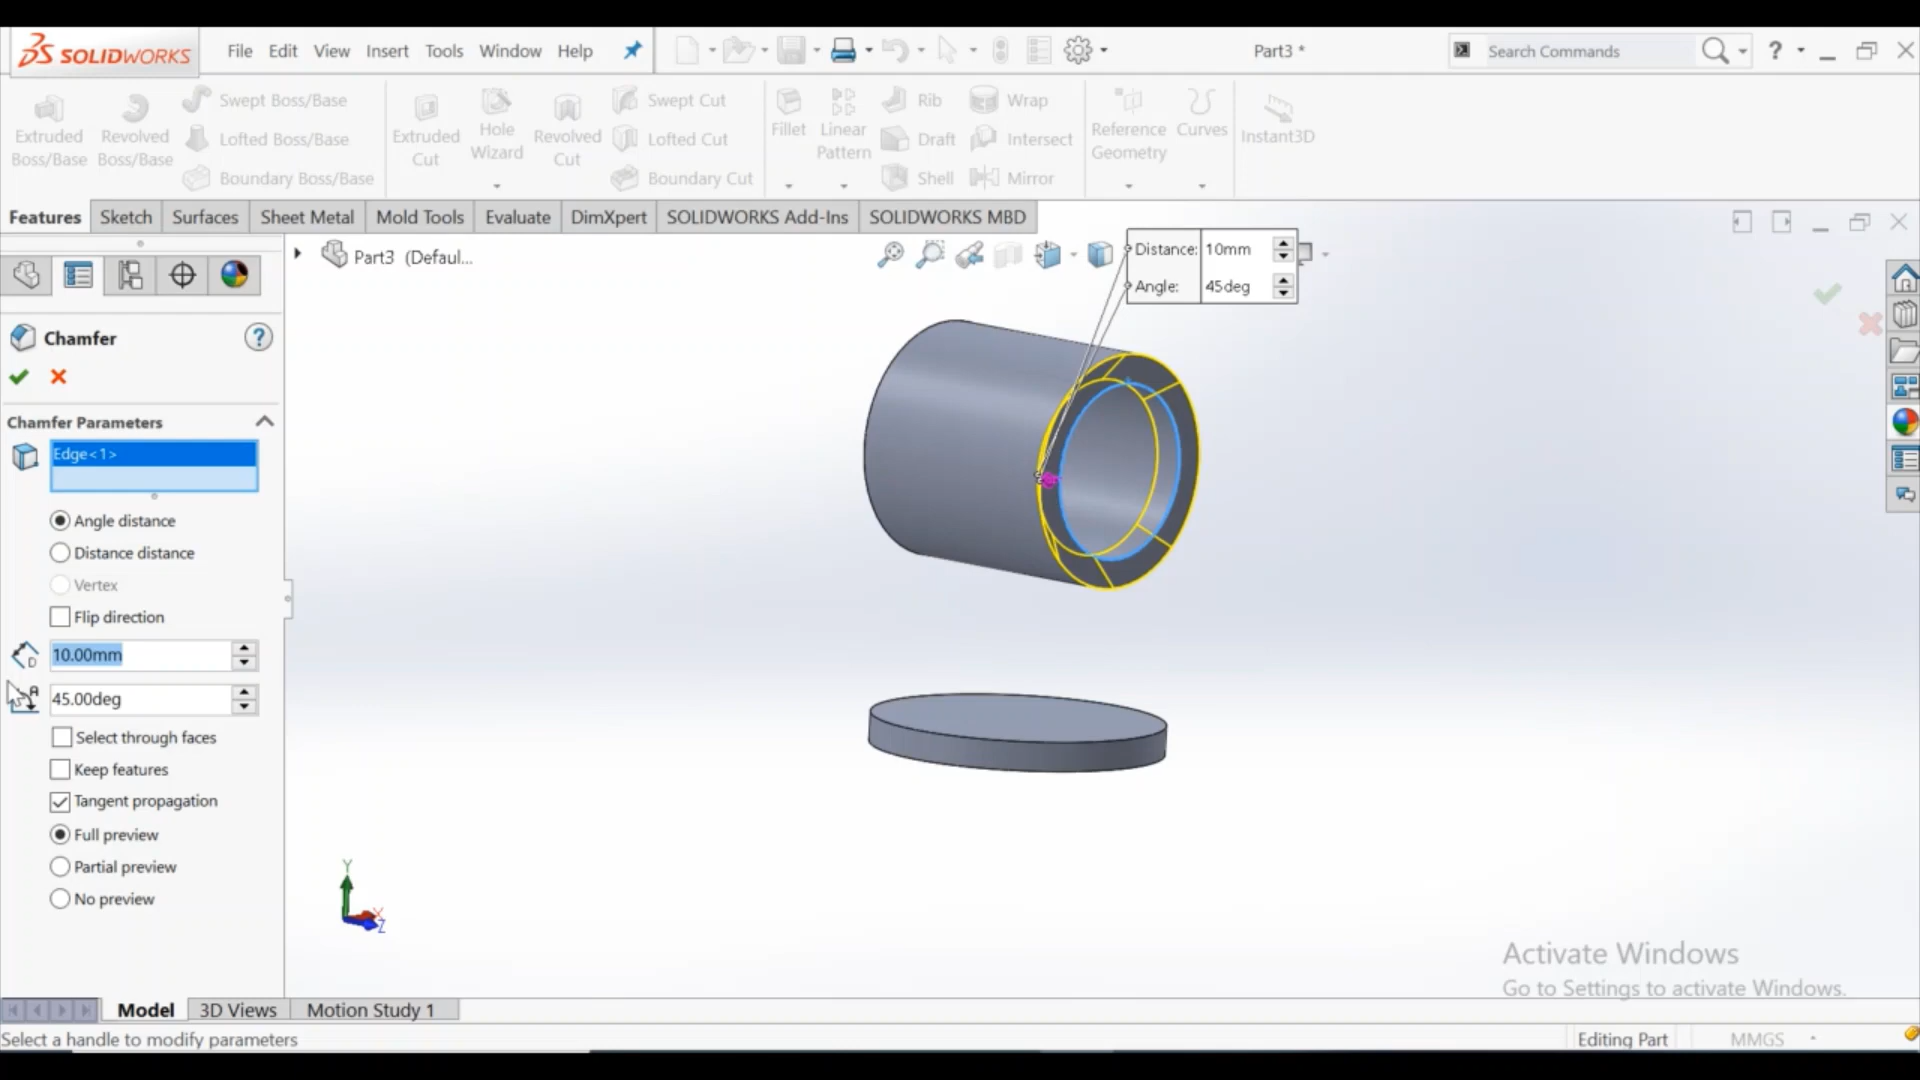 SOLIDWORKS
File Edit View Insert Tools Window Help
Part3 *
Search Commands
?
Extruded Boss/Base
Revolved Boss/Base
Swept Boss/Base
Lofted Boss/Base
Boundary Boss/Base
Extruded Cut
Hole Wizard
Revolved Cut
Swept Cut
Lofted Cut
Boundary Cut
Fillet
Linear Pattern
Rib
Draft
Shell
Wrap
Intersect
Mirror
Reference Geometry
Curves
Instant3D
Features Sketch Surfaces Sheet Metal Mold Tools Evaluate DimXpert SOLIDWORKS Add-Ins SOLIDWORKS MBD
Part3 (Defaul...
Distance: 10mm
Angle: 45deg
Chamfer
?
Chamfer Parameters
Edge<1>
Angle distance
Distance distance
Vertex
Flip direction
D
10.00mm
A
45.00deg
Select through faces
Keep features
Tangent propagation
Full preview
Partial preview
No preview
Y
X
Z
Activate Windows
Go to Settings to activate Windows.
Model 3D Views Motion Study 1
Select a handle to modify parameters
Editing Part
MMGS